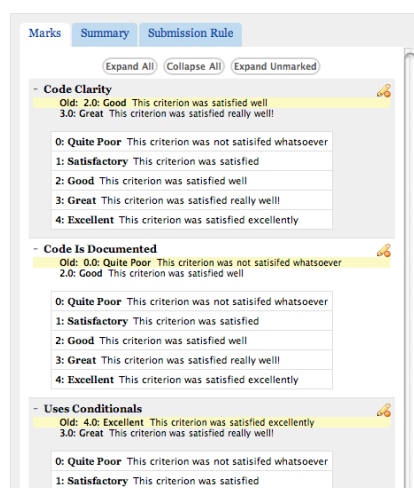 Marks Summary Submission Rule
Expand All Collapse All Expand Unmarked
- Code Clarity
Old: 2.0: Good This criterion was satisfied well
3.0: Great This criterion was satisfied really well!
0: Quite Poor This criterion was not satisifed whatsoever
1: Satisfactory This criterion was satisfied
2: Good This criterion was satisfied well
3: Great This criterion was satisfied really well!
4: Excellent This criterion was satisfied excellently
- Code Is Documented
Old: 0.0: Quite Poor This criterion was not satisifed whatsoever
2.0: Good This criterion was satisfied well
0: Quite Poor This criterion was not satisifed whatsoever
1: Satisfactory This criterion was satisfied
2: Good This criterion was satisfied well
3: Great This criterion was satisfied really well!
4: Excellent This criterion was satisfied excellently
- Uses Conditionals
Old: 4.0: Excellent This criterion was satisfied excellently
3.0: Great This criterion was satisfied really well!
0: Quite Poor This criterion was not satisifed whatsoever
1: Satisfactory This criterion was satisfied